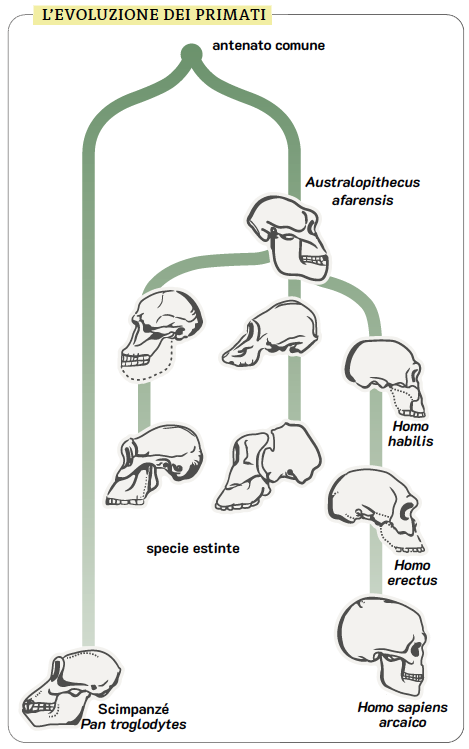 L'EVOLUZIONE DEI PRIMATI
antenato comune
Australopithecus
afarensis
Homo
habilis
specie estinte
Homo
erectus
Scimpanzé
Pan troglodytes
Homo sapiens
arcaico